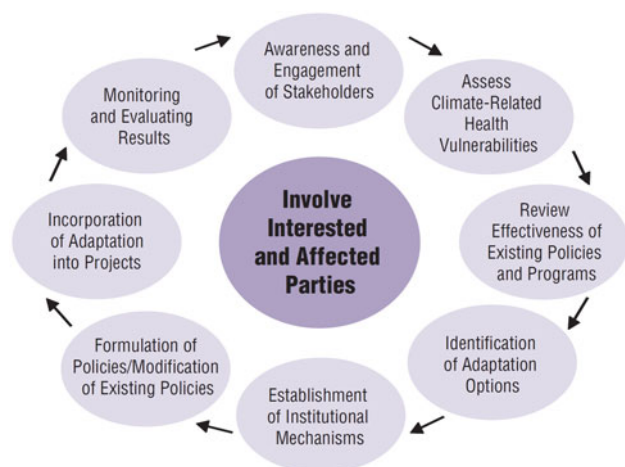 Awareness and
Engagement
of Stakeholders
Assess
Climate-Related
Health
Vulnerabilities
Review
Effectiveness of
Existing Policies
and Programs
Identification
of Adaptation
Options
Establishment
of Institutional
Mechanisms
Formulation of
Policies/Modification
of Existing Policies
Incorporation
of Adaptation
into Projects
Monitoring
and Evaluating
Results
Involve
Interested
and Affected
Parties